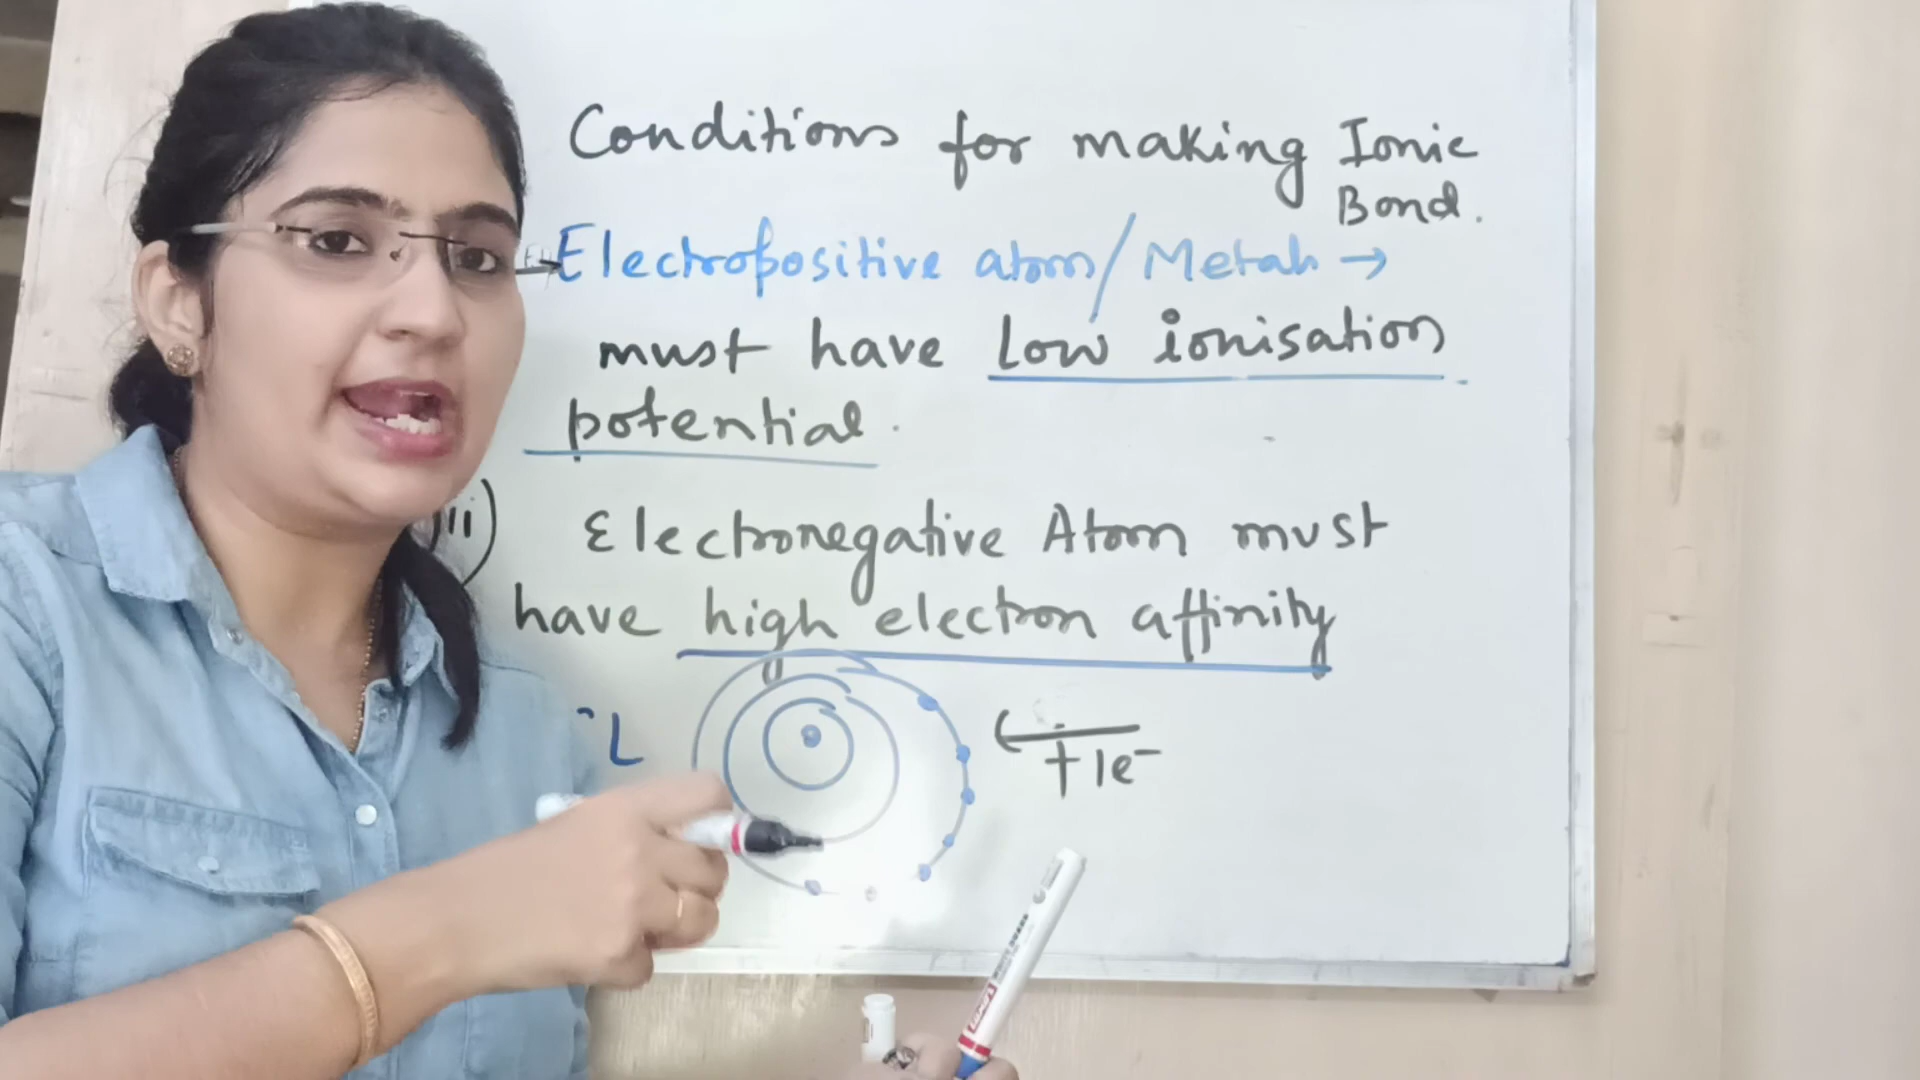 Conditions for making Ionic
Bond.
Electropositive atom/Metals →
must have low ionisation
potential.
ii) Electronegative Atom must
have high electron affinity
L
+1e⁻